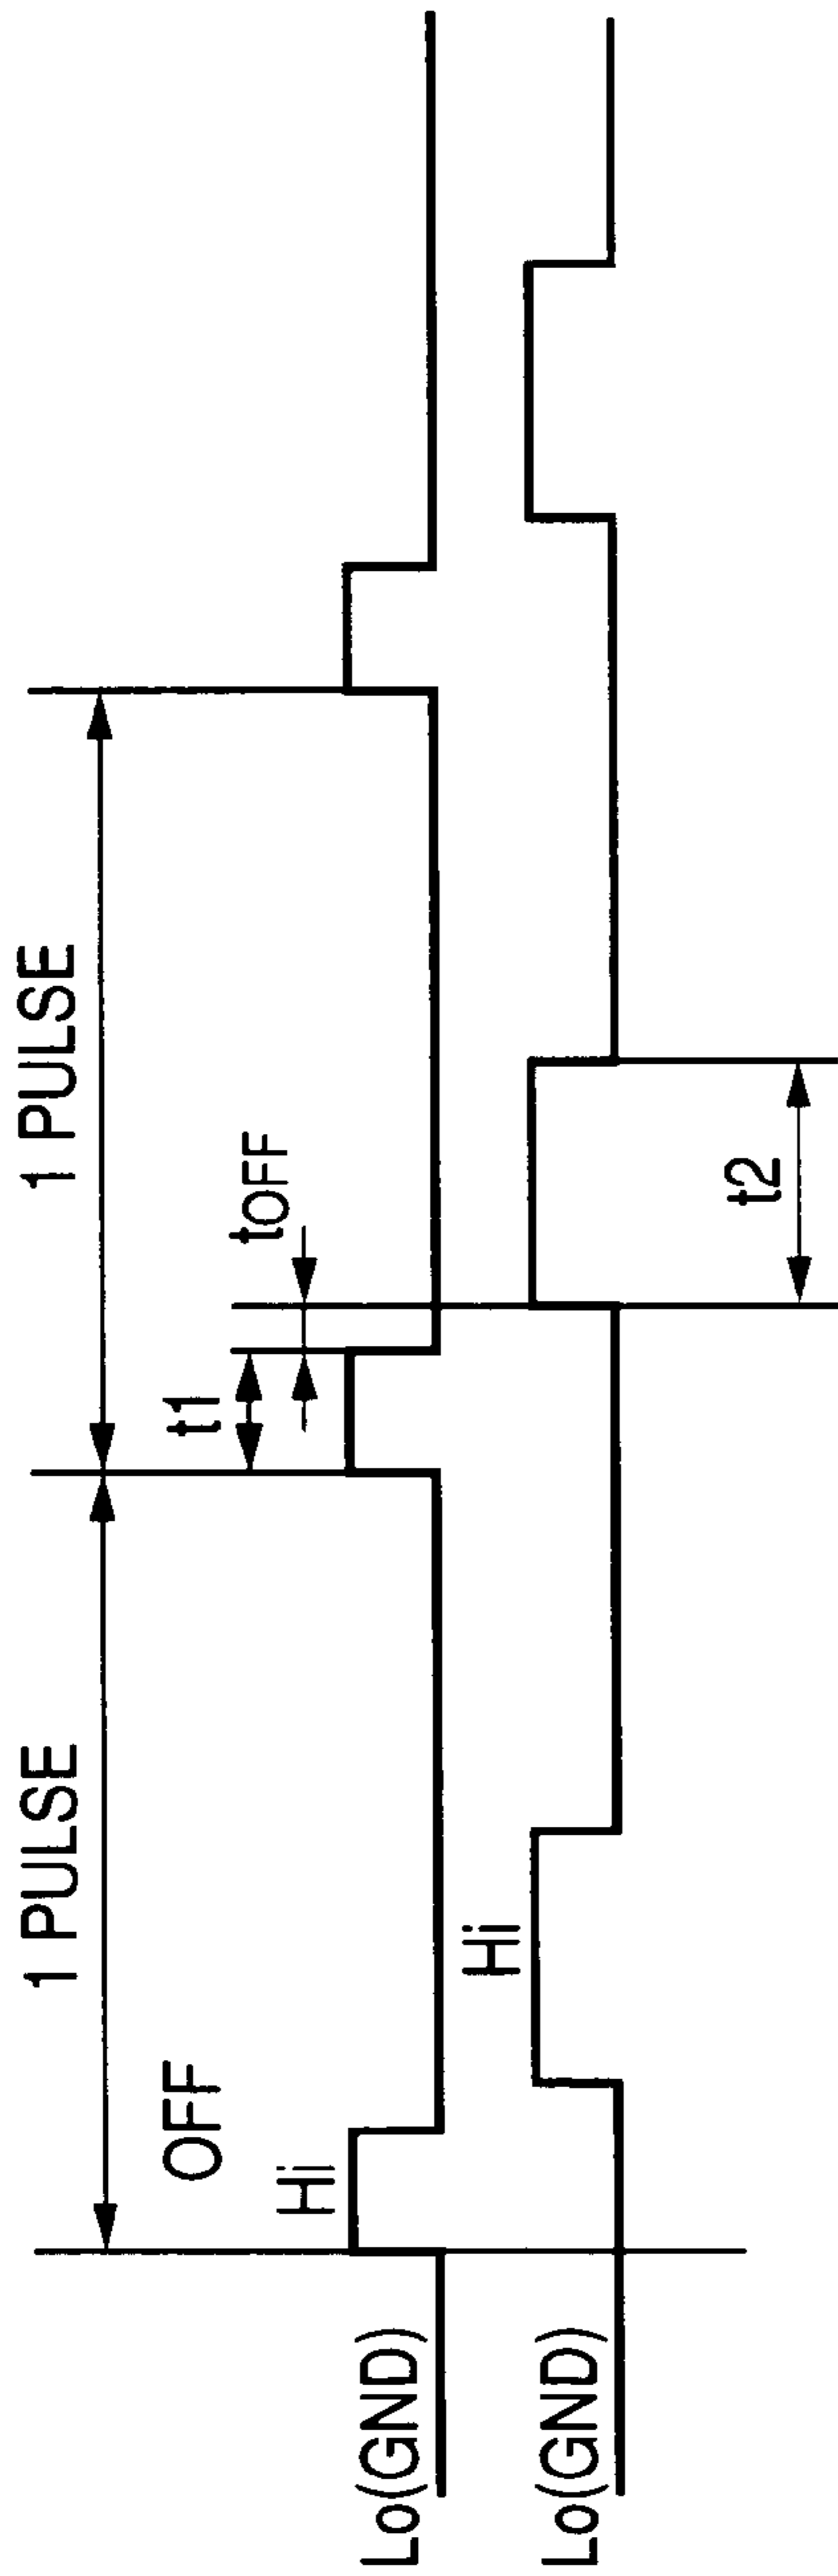 1 PULSE
1 PULSE
OFF
t1
tOFF
Hi
Lo(GND)
Hi
Lo(GND)
t2